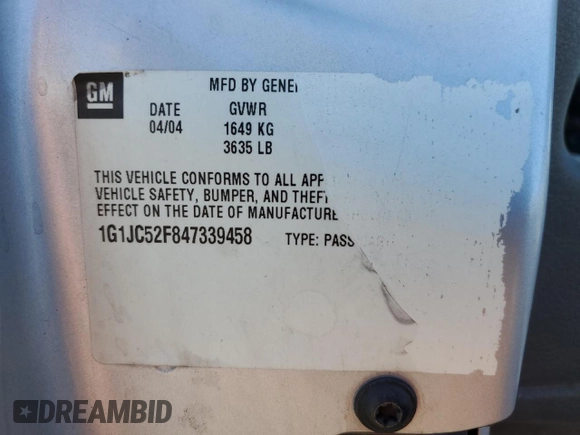 GM
MFD BY GENE
DATE GVWR
04/04 1649 KG
3635 LB
THIS VEHICLE CONFORMS TO ALL APP
VEHICLE SAFETY, BUMPER, AND THEF
EFFECT ON THE DATE OF MANUFACTURE
1G1JC52F847339458 TYPE: PASS
DREAMBID